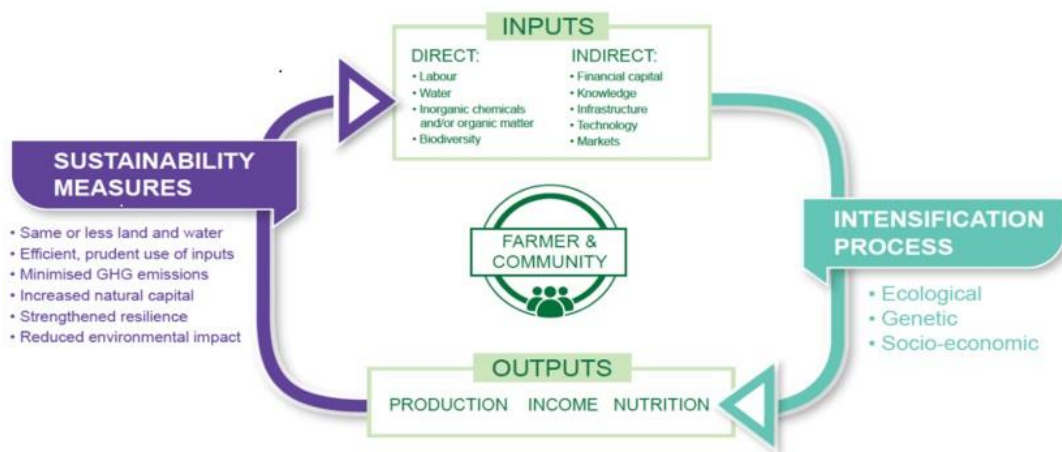 INPUTS
DIRECT:
• Labour
• Water
• Inorganic chemicals
and/or organic matter
• Biodiversity
INDIRECT:
• Financial capital
• Knowledge
• Infrastructure
• Technology
• Markets
SUSTAINABILITY
MEASURES
• Same or less land and water
• Efficient, prudent use of inputs
• Minimised GHG emissions
• Increased natural capital
• Strengthened resilience
• Reduced environmental impact
FARMER &
COMMUNITY
INTENSIFICATION
PROCESS
• Ecological
• Genetic
• Socio-economic
OUTPUTS
PRODUCTION INCOME NUTRITION